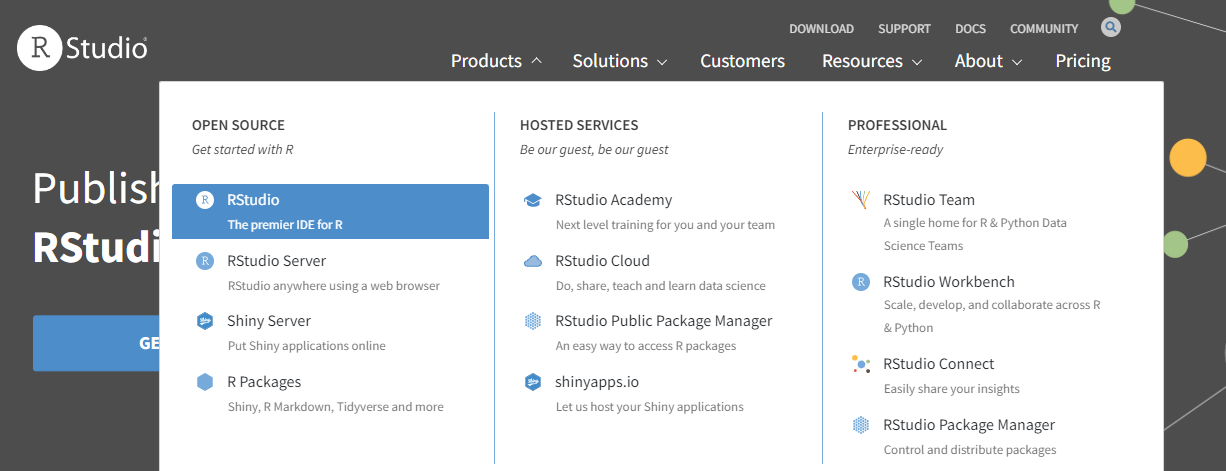 R Studio®
DOWNLOAD SUPPORT DOCS COMMUNITY
Products Solutions Customers Resources About Pricing
OPEN SOURCE
Get started with R
RStudio
The premier IDE for R
RStudio Server
RStudio anywhere using a web browser
Shiny Server
Put Shiny applications online
R Packages
Shiny, R Markdown, Tidyverse and more
HOSTED SERVICES
Be our guest, be our guest
RStudio Academy
Next level training for you and your team
RStudio Cloud
Do, share, teach and learn data science
RStudio Public Package Manager
An easy way to access R packages
shinyapps.io
Let us host your Shiny applications
PROFESSIONAL
Enterprise-ready
RStudio Team
A single home for R & Python Data
Science Teams
RStudio Workbench
Scale, develop, and collaborate across R
& Python
RStudio Connect
Easily share your insights
RStudio Package Manager
Control and distribute packages
Publish
RStudi
GE